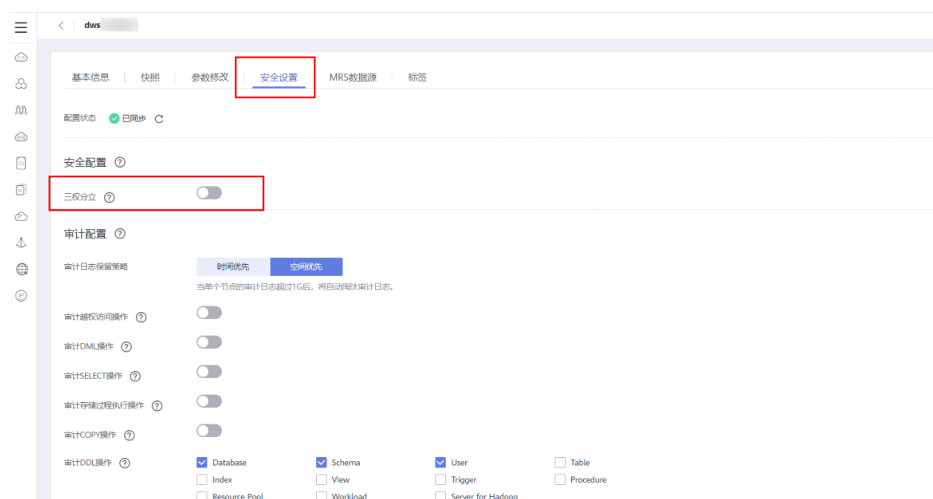 dws
基本信息 快照 参数修改 安全设置 MRS数据源 标签
配置状态 已同步
安全配置
三权分立
审计配置
审计日志保留策略 时间优先 空间优先
当单个节点的审计日志超过1G后，将自动淘汰审计日志。
审计越权访问操作
审计DML操作
审计SELECT操作
审计存储过程执行操作
审计COPY操作
审计DDL操作 Database Schema User Table
Index View Trigger Procedure
Resource Pool Workload Server for Hadoop